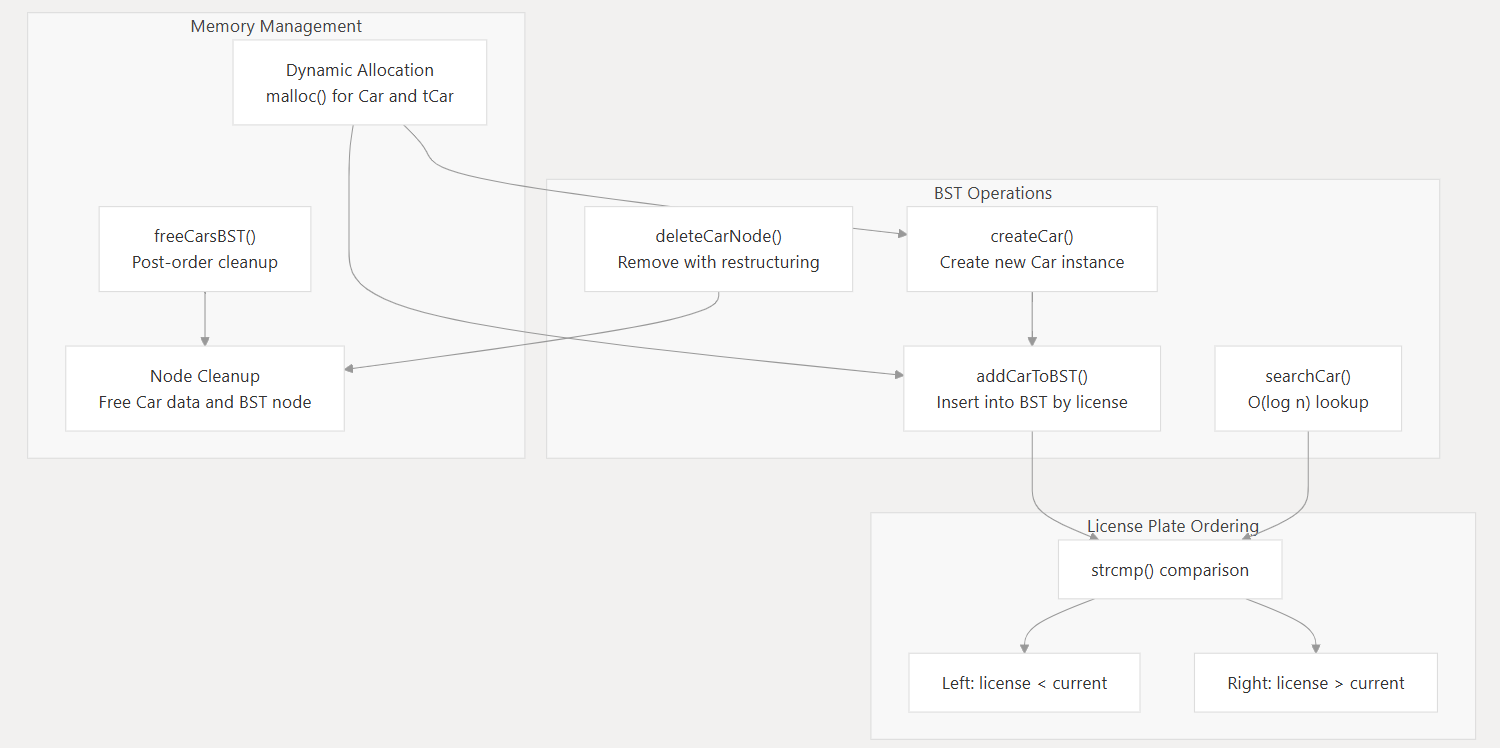 Memory Management
Dynamic Allocation
malloc() for Car and tCar
BST Operations
freeCarsBST()
Post-order cleanup
deleteCarNode()
Remove with restructuring
createCar()
Create new Car instance
Node Cleanup
Free Car data and BST node
addCarToBST()
Insert into BST by license
searchCar()
O(log n) lookup
License Plate Ordering
strcmp() comparison
Left: license < current
Right: license > current